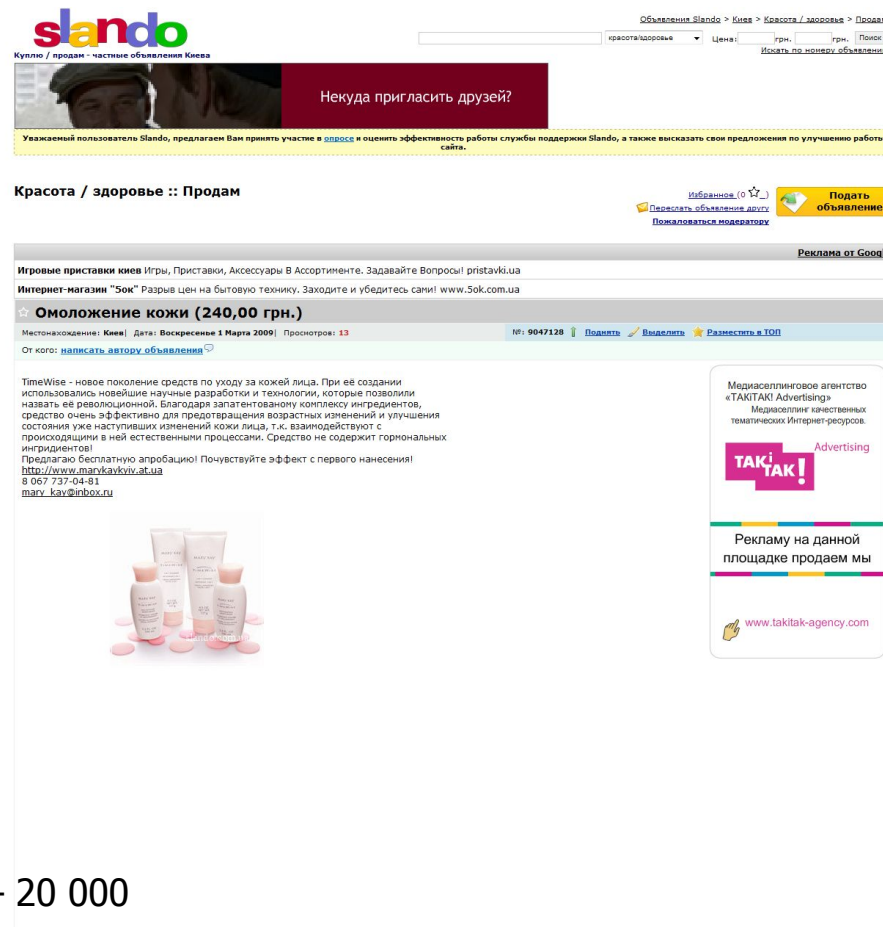 slando
Объявления Slando > Киев > Красота / здоровье >
красота/здоровье
Цена: грн. грн. Поиск
Искать по номеру
Куплю / продам - частные объявления Киева
Некуда пригласить друзей?
Уважаемый пользователь Slando, предлагаем Вам принять участие в опросе и оценить эффективность работы службы поддержки Slando, а также высказать свои предложения по улучшению работы
сайта.
Красота / здоровье :: Продам
Избранное (0 )
Переслать объявление другу
Пожаловаться модератору
Подать
объявление
Реклама от Goog
Игровые приставки киев Игры, Приставки, Аксессуары В Ассортименте. Задавайте Вопросы! pristavki.ua
Интернет-магазин "5ок" Разрыв цен на бытовую технику. Заходите и убедитесь сами! www.5ok.com.ua
Омоложение кожи (240,00 грн.)
Местонахождение: Киев| Дата: Воскресенье 1 Марта 2009| Просмотров: 13
№: 9047128 Поднять Выделить Разместить в ТОП
От кого: написать автору объявления
TimeWise - новое поколение средств по уходу за кожей лица. При её создании
использовались новейшие научные разработки и технологии, которые позволили
назвать её революционной. Благодаря запатентованому комплексу ингредиентов,
средство очень эффективно для предотвращения возрастных изменений и улучшения
состояния уже наступивших изменений кожи лица, т.к. взаимодействуют с
происходящими в ней естественными процессами. Средство не содержит гормональных
ингридиентов!
Предлагаю бесплатную апробацию! Почувствуйте эффект с первого нанесения!
http://www.marykaykyiv.at.ua
8 067 737-04-81
mary_kay@inbox.ru
Медиаселлинговое агентство
«ТАКiТАК! Advertising»
Медиаселлинг качественных
тематических Интернет-ресурсов.
Advertising
ТАКi
ТАК!
Рекламу на данной
площадке продаем мы
www.takitak-agency.com
- 20 000